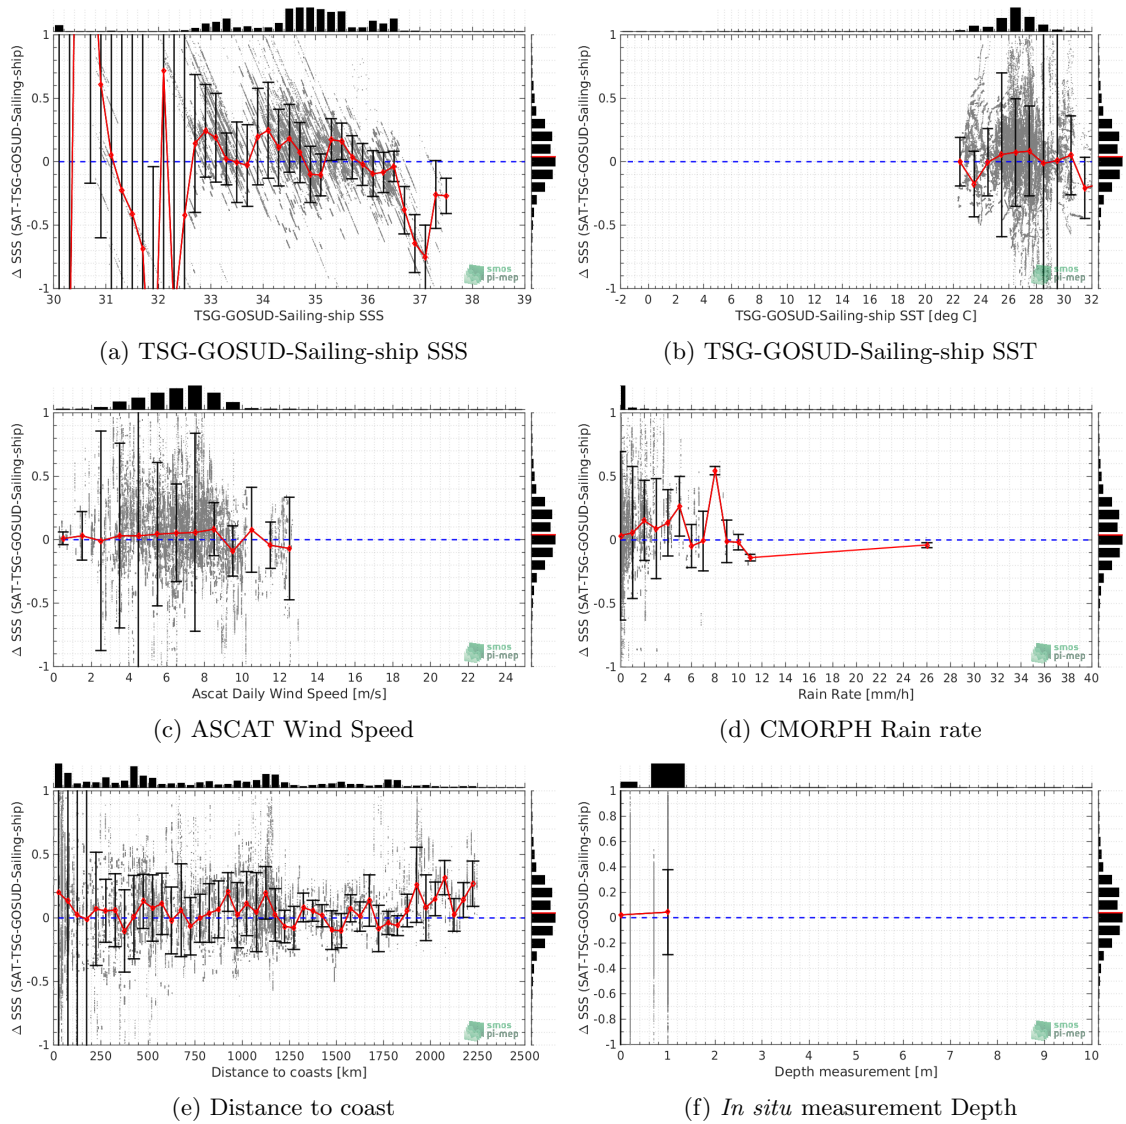 Δ SSS (SAT-TSG-GOSUD-Sailing-ship)
1
0.5
0
-0.5
-1
30 31 32 33 34 35 36 37 38 39
TSG-GOSUD-Sailing-ship SSS
smos
pi-mep
(a) TSG-GOSUD-Sailing-ship SSS
Δ SSS (SAT-TSG-GOSUD-Sailing-ship)
1
0.5
0
-0.5
-1
-2 0 2 4 6 8 10 12 14 16 18 20 22 24 26 28 30 32
TSG-GOSUD-Sailing-ship SST [deg C]
smos
pi-mep
(b) TSG-GOSUD-Sailing-ship SST
Δ SSS (SAT-TSG-GOSUD-Sailing-ship)
1
0.5
0
-0.5
-1
0 2 4 6 8 10 12 14 16 18 20 22 24
Ascat Daily Wind Speed [m/s]
smos
pi-mep
(c) ASCAT Wind Speed
Δ SSS (SAT-TSG-GOSUD-Sailing-ship)
1
0.5
0
-0.5
-1
0 2 4 6 8 10 12 14 16 18 20 22 24 26 28 30 32 34 36 38 40
Rain Rate [mm/h]
smos
pi-mep
(d) CMORPH Rain rate
Δ SSS (SAT-TSG-GOSUD-Sailing-ship)
1
0.5
0
-0.5
-1
0 250 500 750 1000 1250 1500 1750 2000 2250 2500
Distance to coasts [km]
smos
pi-mep
(e) Distance to coast
Δ SSS (SAT-TSG-GOSUD-Sailing-ship)
1
0.8
0.6
0.4
0.2
0
-0.2
-0.4
-0.6
-0.8
-1
0 1 2 3 4 5 6 7 8 9 10
Depth measurement [m]
smos
pi-mep
(f) In situ measurement Depth